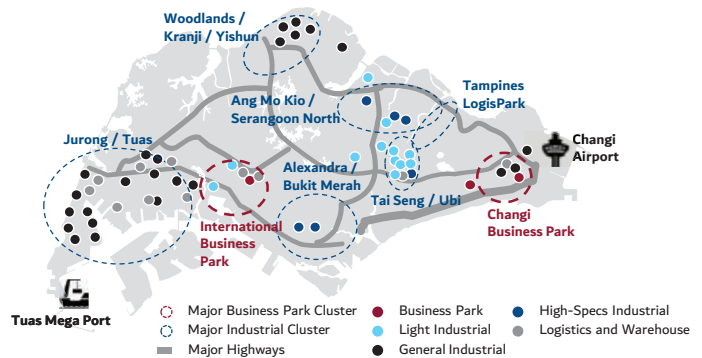 Woodlands /
Kranji / Yishun
Tampines
LogisPark
Ang Mo Kio /
Serangoon North
Jurong / Tuas
Changi
Airport
Alexandra /
Bukit Merah
Tai Seng / Ubi
International
Business
Park
Changi
Business Park
Tuas Mega Port
Major Business Park Cluster
Business Park
High-Specs Industrial
Major Industrial Cluster
Light Industrial
Logistics and Warehouse
Major Highways
General Industrial